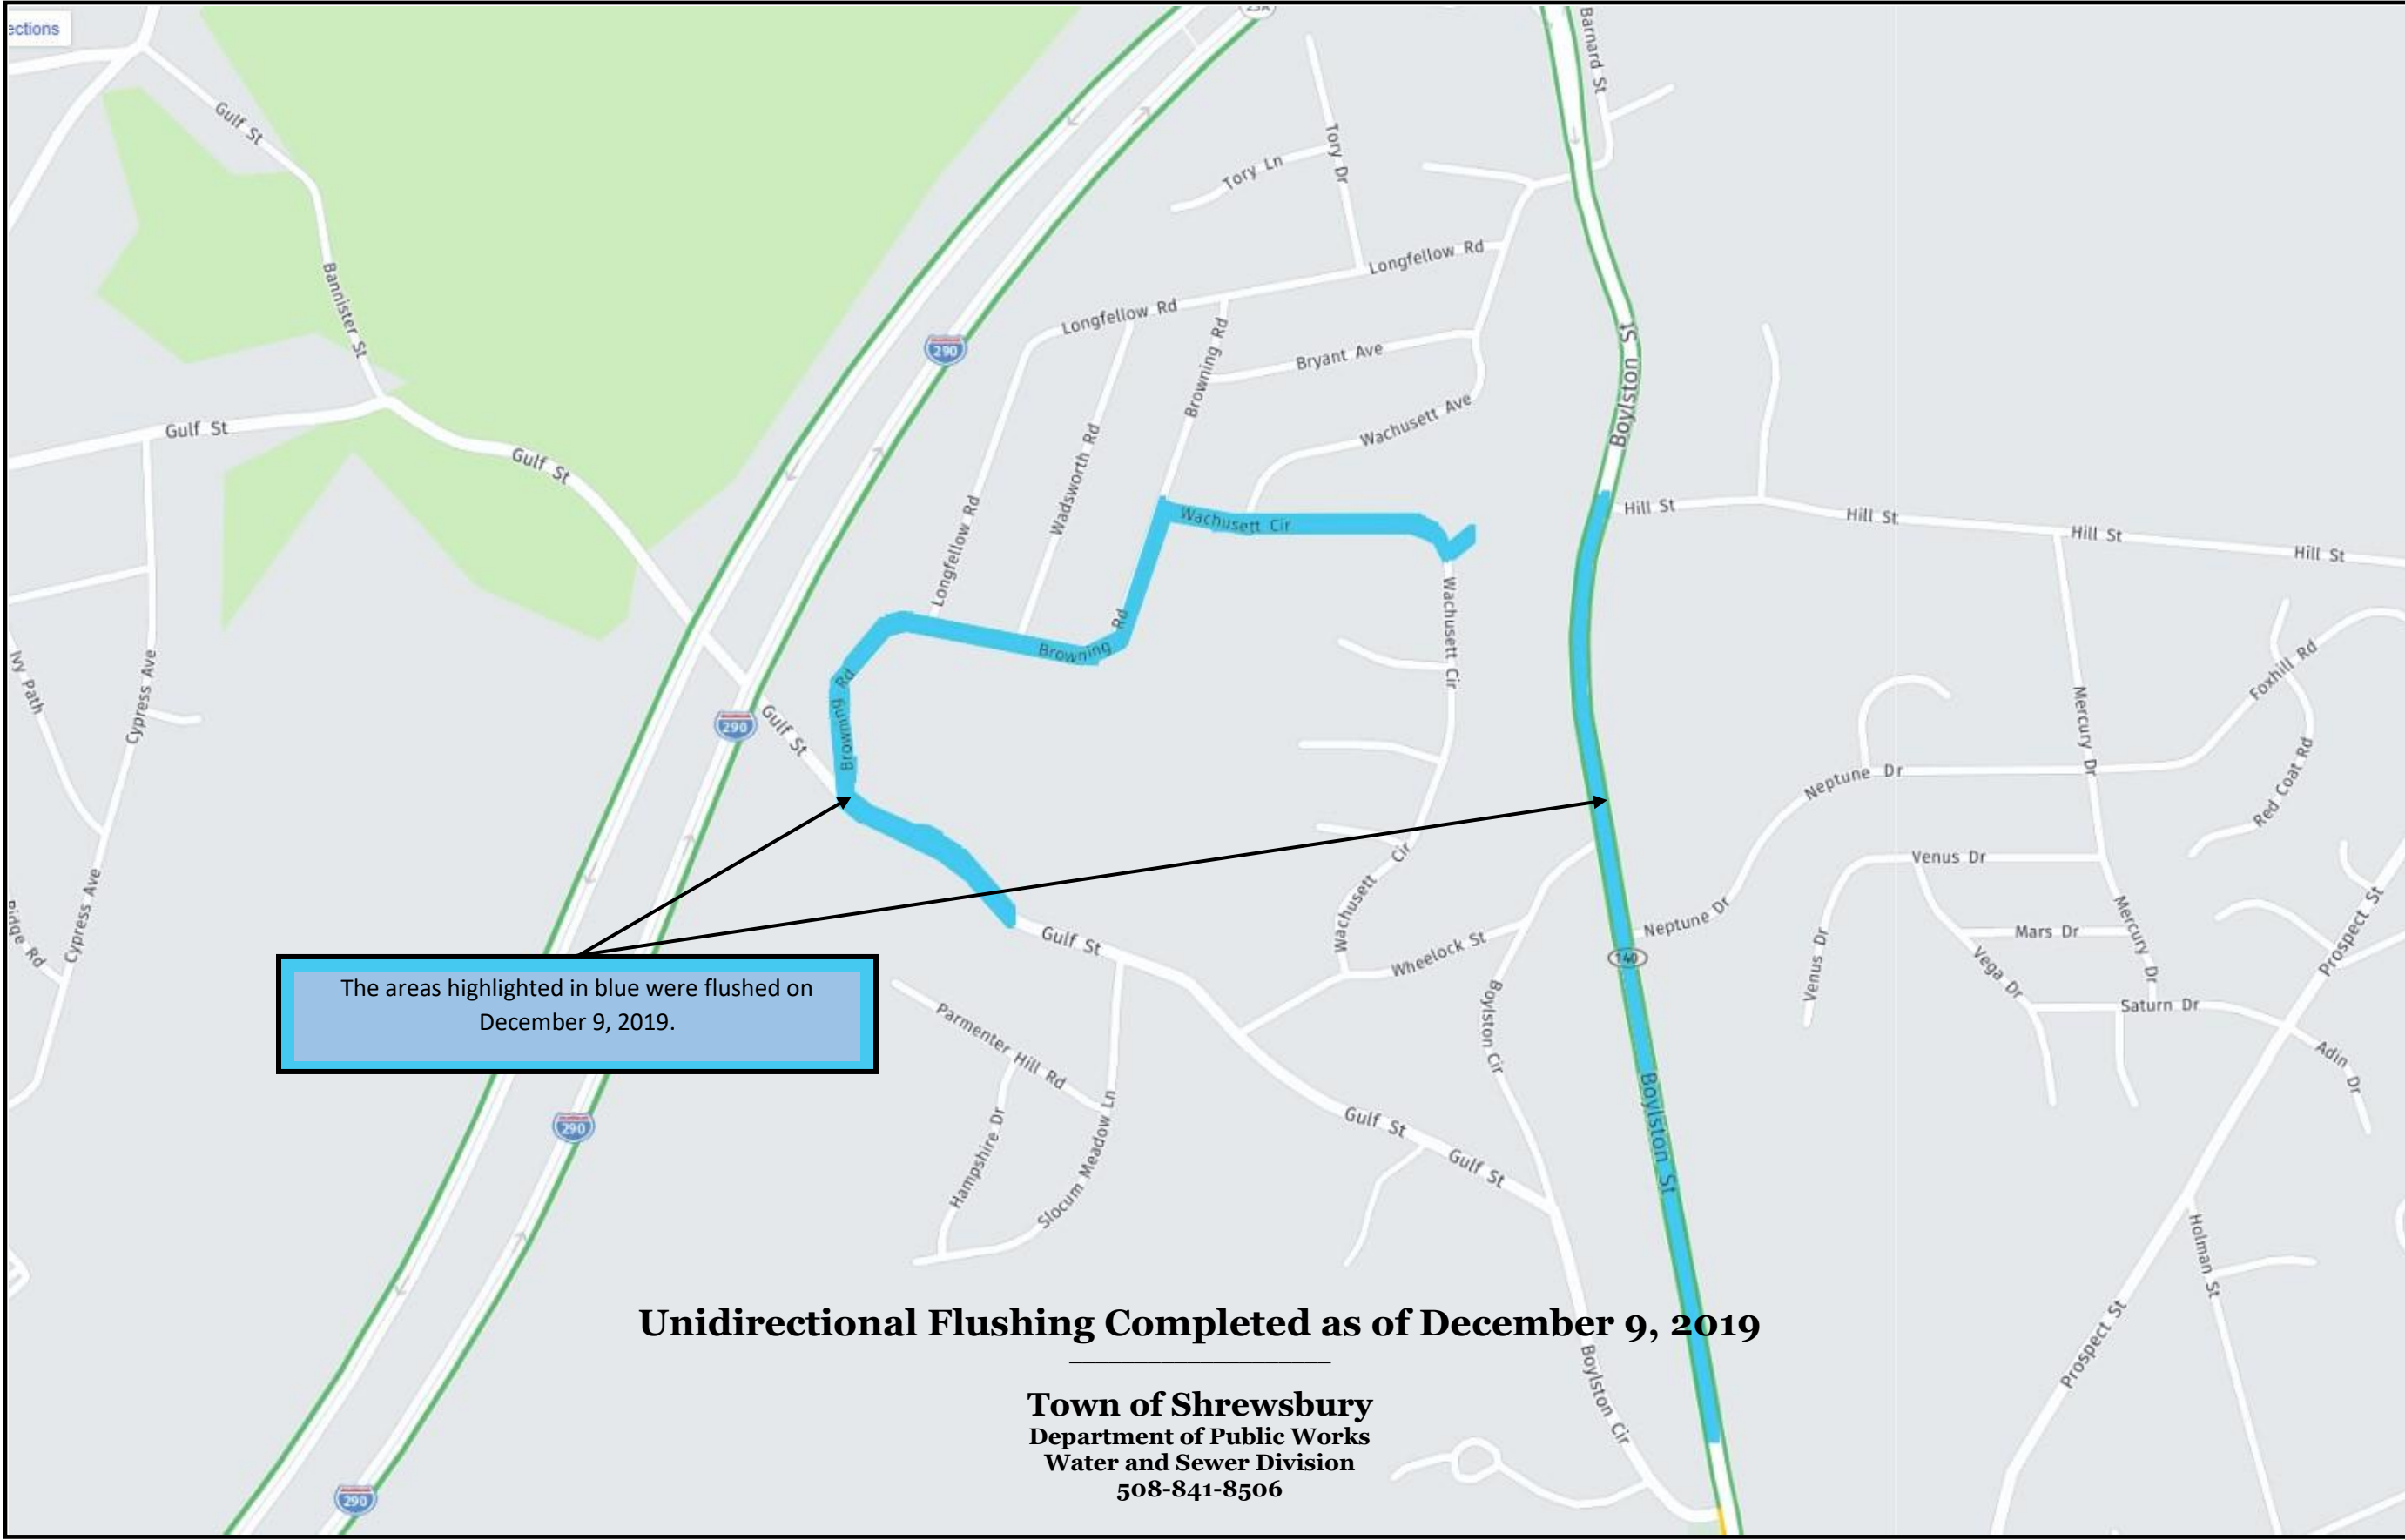 ections
23A
Barnard St
Gulf St
Tory Dr
Tory Ln
Longfellow Rd
Bannister St
Longfellow Rd
290
Browning Rd
Bryant Ave
Boylston St
Wachusett Ave
Gulf St
Gulf St
Wadsworth Rd
Longfellow Rd
Wachusett Cir
Hill St
Hill St
Hill St
Hill St
Wachusett Cir
Browning Rd
Browning Rd
Ivy Path
Cypress Ave
290
Gulf St
Mercury Dr
Foxhill Rd
Neptune Dr
Red Coat Rd
Venus Dr
Wachusett Cir
Ridge Rd
Cypress Ave
Gulf St
Wheelock St
Neptune Dr
140
Venus Dr
Mars Dr
Mercury Dr
Vega Dr
Prospect St
Saturn Dr
Adin Dr
The areas highlighted in blue were flushed on
December 9, 2019.
Parmenter Hill Rd
Boylston Cir
290
Hampshire Dr
Slocum Meadow Ln
Gulf St
Gulf St
Boylston St
Holman St
Prospect St
Unidirectional Flushing Completed as of December 9, 2019
Boylston Cir
Town of Shrewsbury
Department of Public Works
Water and Sewer Division
508-841-8506
290